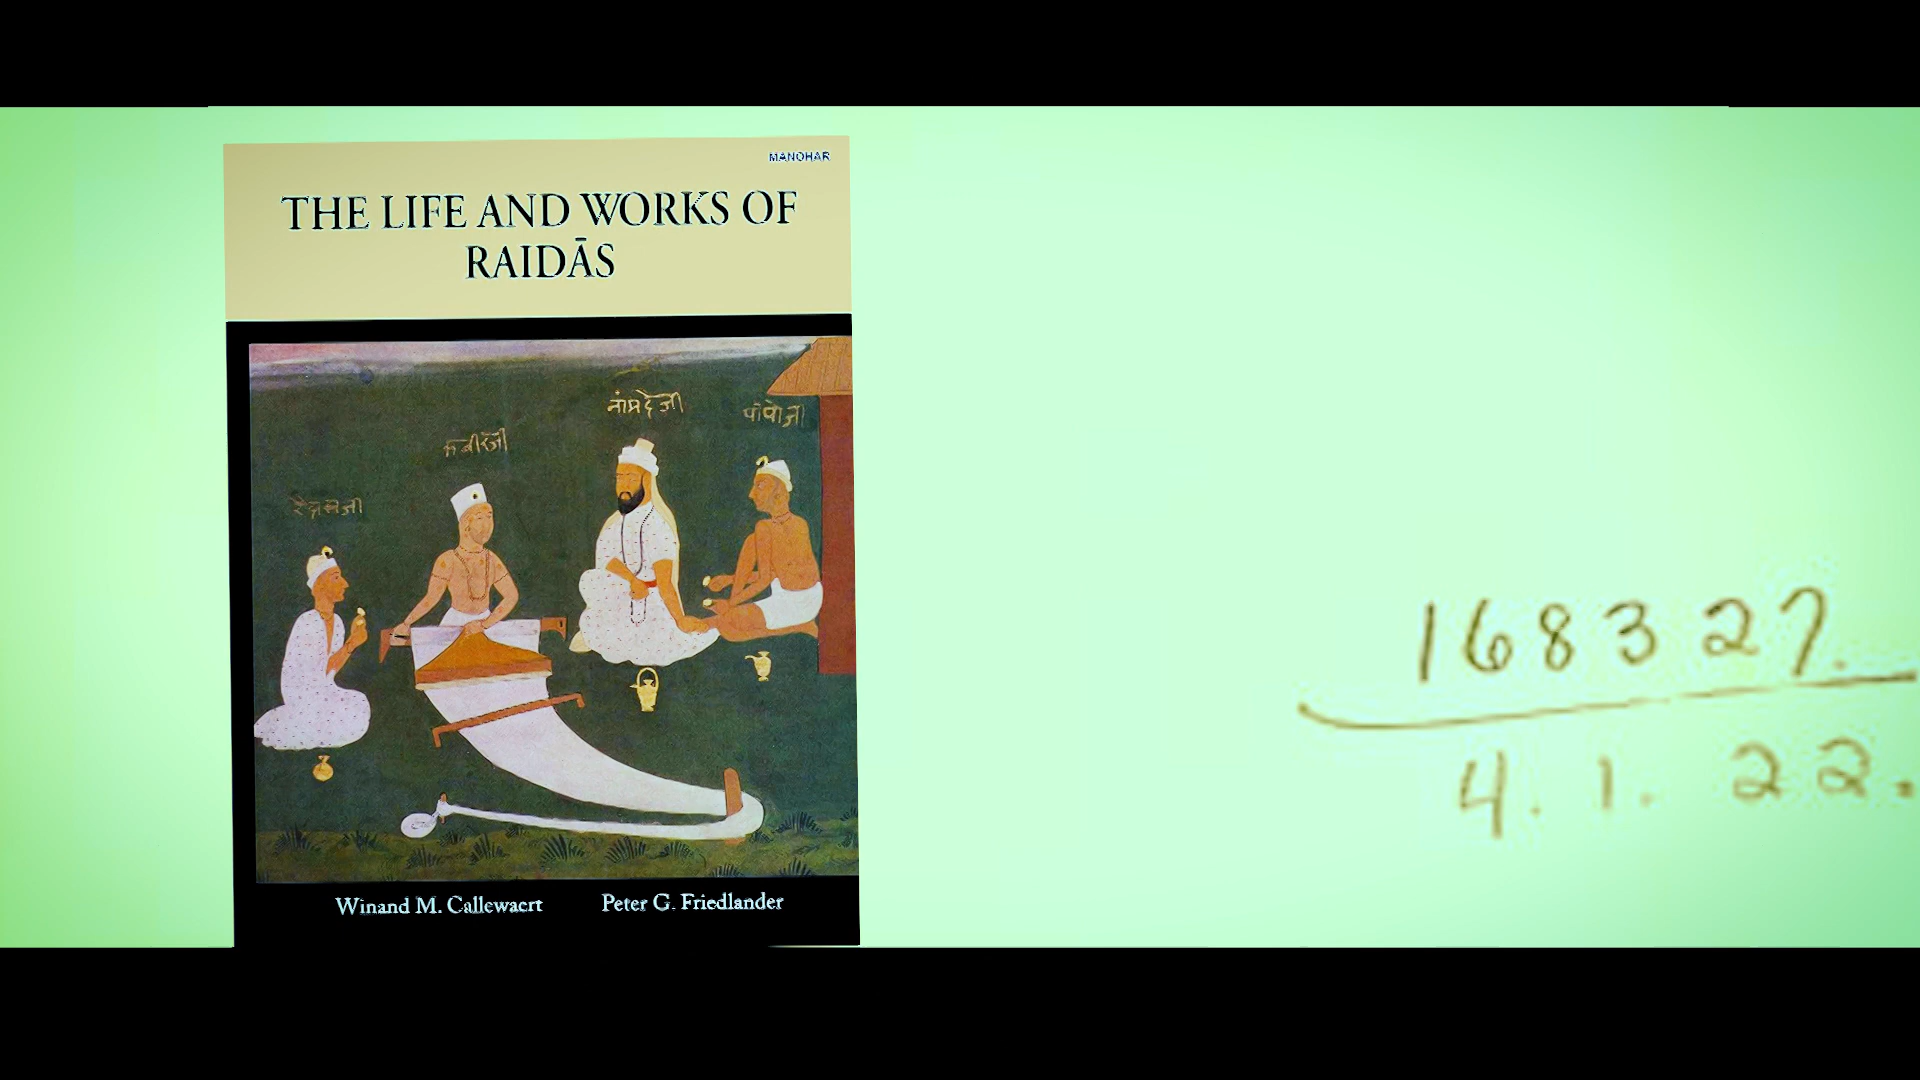 MANOHAR
THE LIFE AND WORKS OF
RAIDĀS
नांमदेजी
पीपाजी
कबीरजी
रैदासजी
Winand M. Callewaert Peter G. Friedlander
168327.
4.1.22.